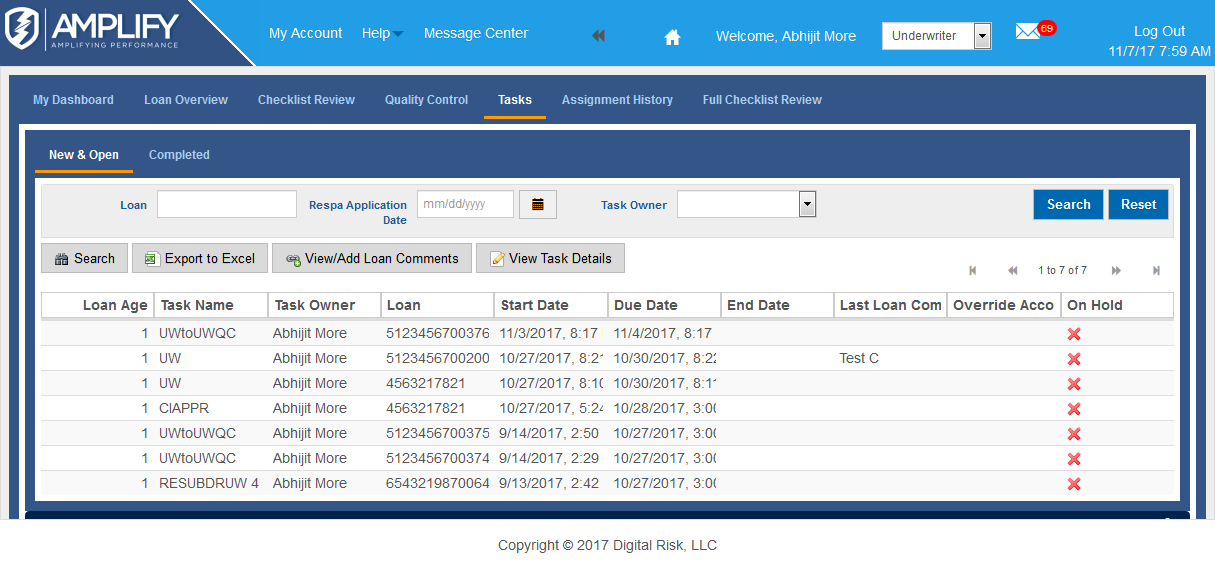 AMPLIFY
AMPLIFYING PERFORMANCE
My Account Help Message Center Welcome, Abhijit More Underwriter 69 Log Out
11/7/17 7:59 AM
My Dashboard Loan Overview Checklist Review Quality Control Tasks Assignment History Full Checklist Review
New & Open Completed
Loan Respa Application Date mm/dd/yyyy Task Owner Search Reset
Search Export to Excel View/Add Loan Comments View Task Details 1 to 7 of 7
Loan Age Task Name Task Owner Loan Start Date Due Date End Date Last Loan Com Override Acco On Hold
1 UWtoUWQC Abhijit More 5123456700376 11/3/2017, 8:17 11/4/2017, 8:17
1 UW Abhijit More 5123456700200 10/27/2017, 8:21 10/30/2017, 8:22 Test C
1 UW Abhijit More 4563217821 10/27/2017, 8:10 10/30/2017, 8:11
1 CIAPPR Abhijit More 4563217821 10/27/2017, 5:24 10/28/2017, 3:00
1 UWtoUWQC Abhijit More 5123456700375 9/14/2017, 2:50 10/27/2017, 3:00
1 UWtoUWQC Abhijit More 5123456700374 9/14/2017, 2:29 10/27/2017, 3:00
1 RESUBDRUW 4 Abhijit More 6543219870064 9/13/2017, 2:42 10/27/2017, 3:00
Copyright © 2017 Digital Risk, LLC